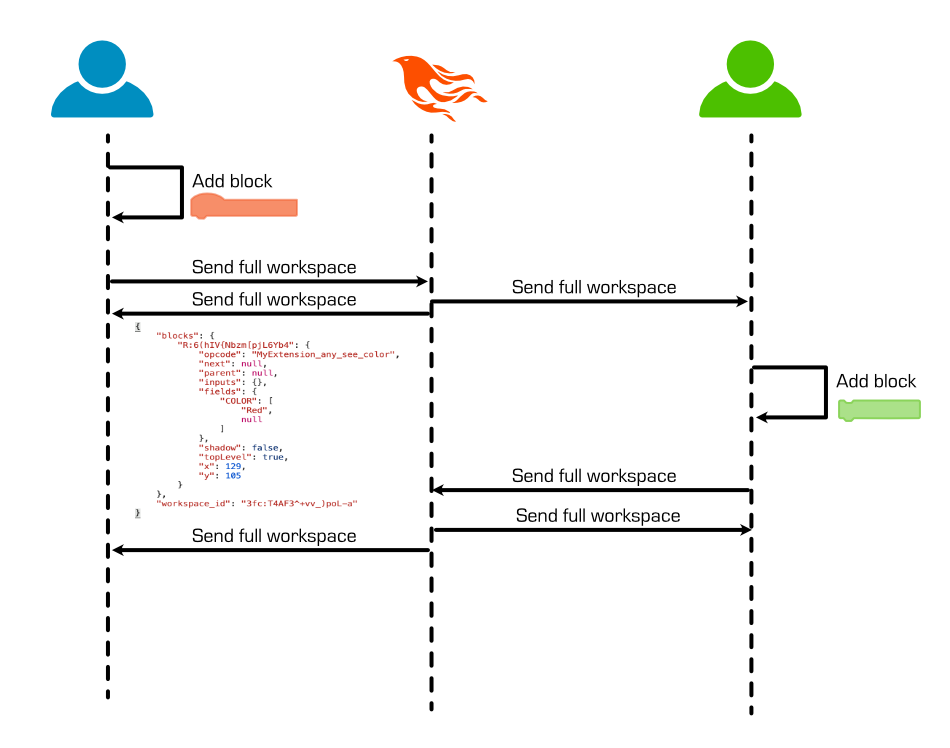 Add block
Send full workspace
Send full workspace
Send full workspace
{
"blocks": {
"R:6(hIV{Nbzm[pjL6Yb4": {
"opcode": "MyExtension_any_see_color",
"next": null,
"parent": null,
"inputs": {},
"fields": {
"COLOR": [
"Red",
null
]
},
"shadow": false,
"topLevel": true,
"x": 129,
"y": 105
}
},
"workspace_id": "3fc:T4AF3^+vv_)poL-a"
}
Add block
Send full workspace
Send full workspace
Send full workspace